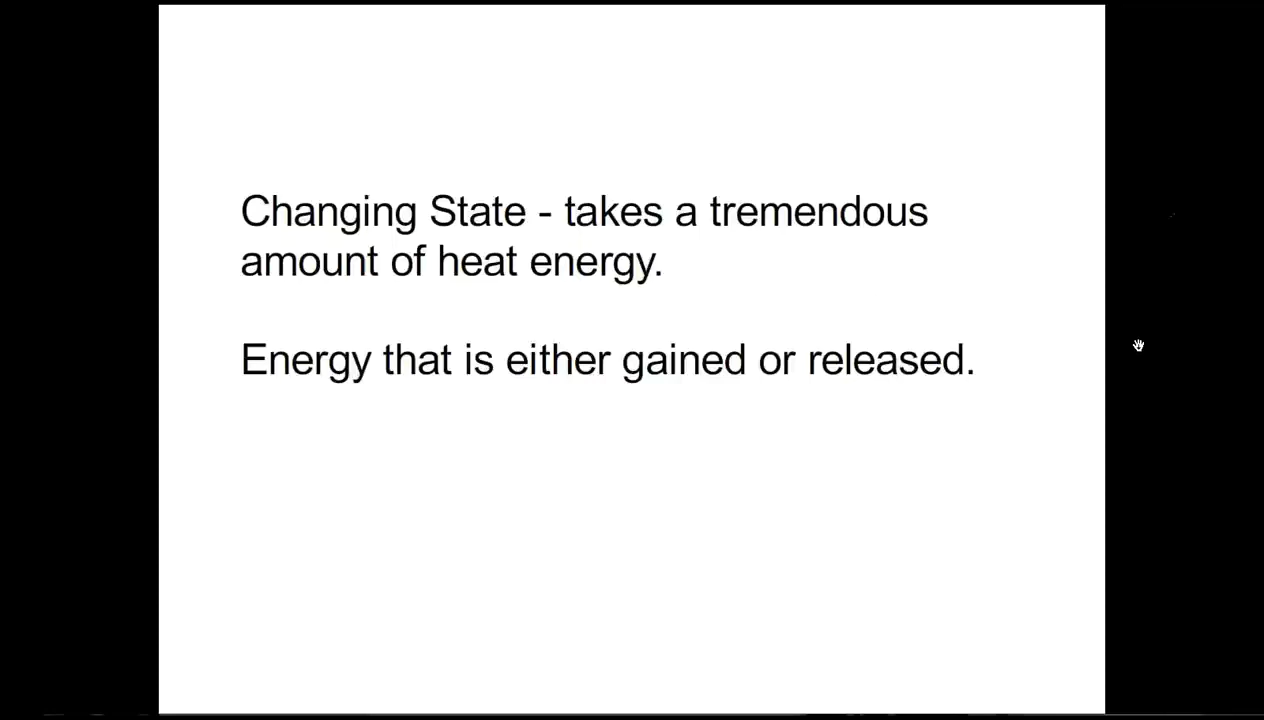 Changing State - takes a tremendous
amount of heat energy.
Energy that is either gained or released.